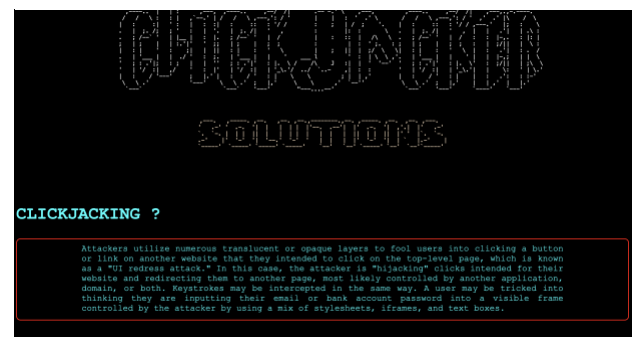 CLICKJACKER
SOLUTIONS
CLICKJACKING ?
Attackers utilize numerous translucent or opaque layers to fool users into clicking a button
or link on another website that they intended to click on the top-level page, which is known
as a "UI redress attack." In this case, the attacker is "hijacking" clicks intended for their
website and redirecting them to another page, most likely controlled by another application,
domain, or both. Keystrokes may be intercepted in the same way. A user may be tricked into
thinking they are inputing their email or bank account password into a visible frame
controlled by the attacker by using a mix of stylesheets, iframes, and text boxes.